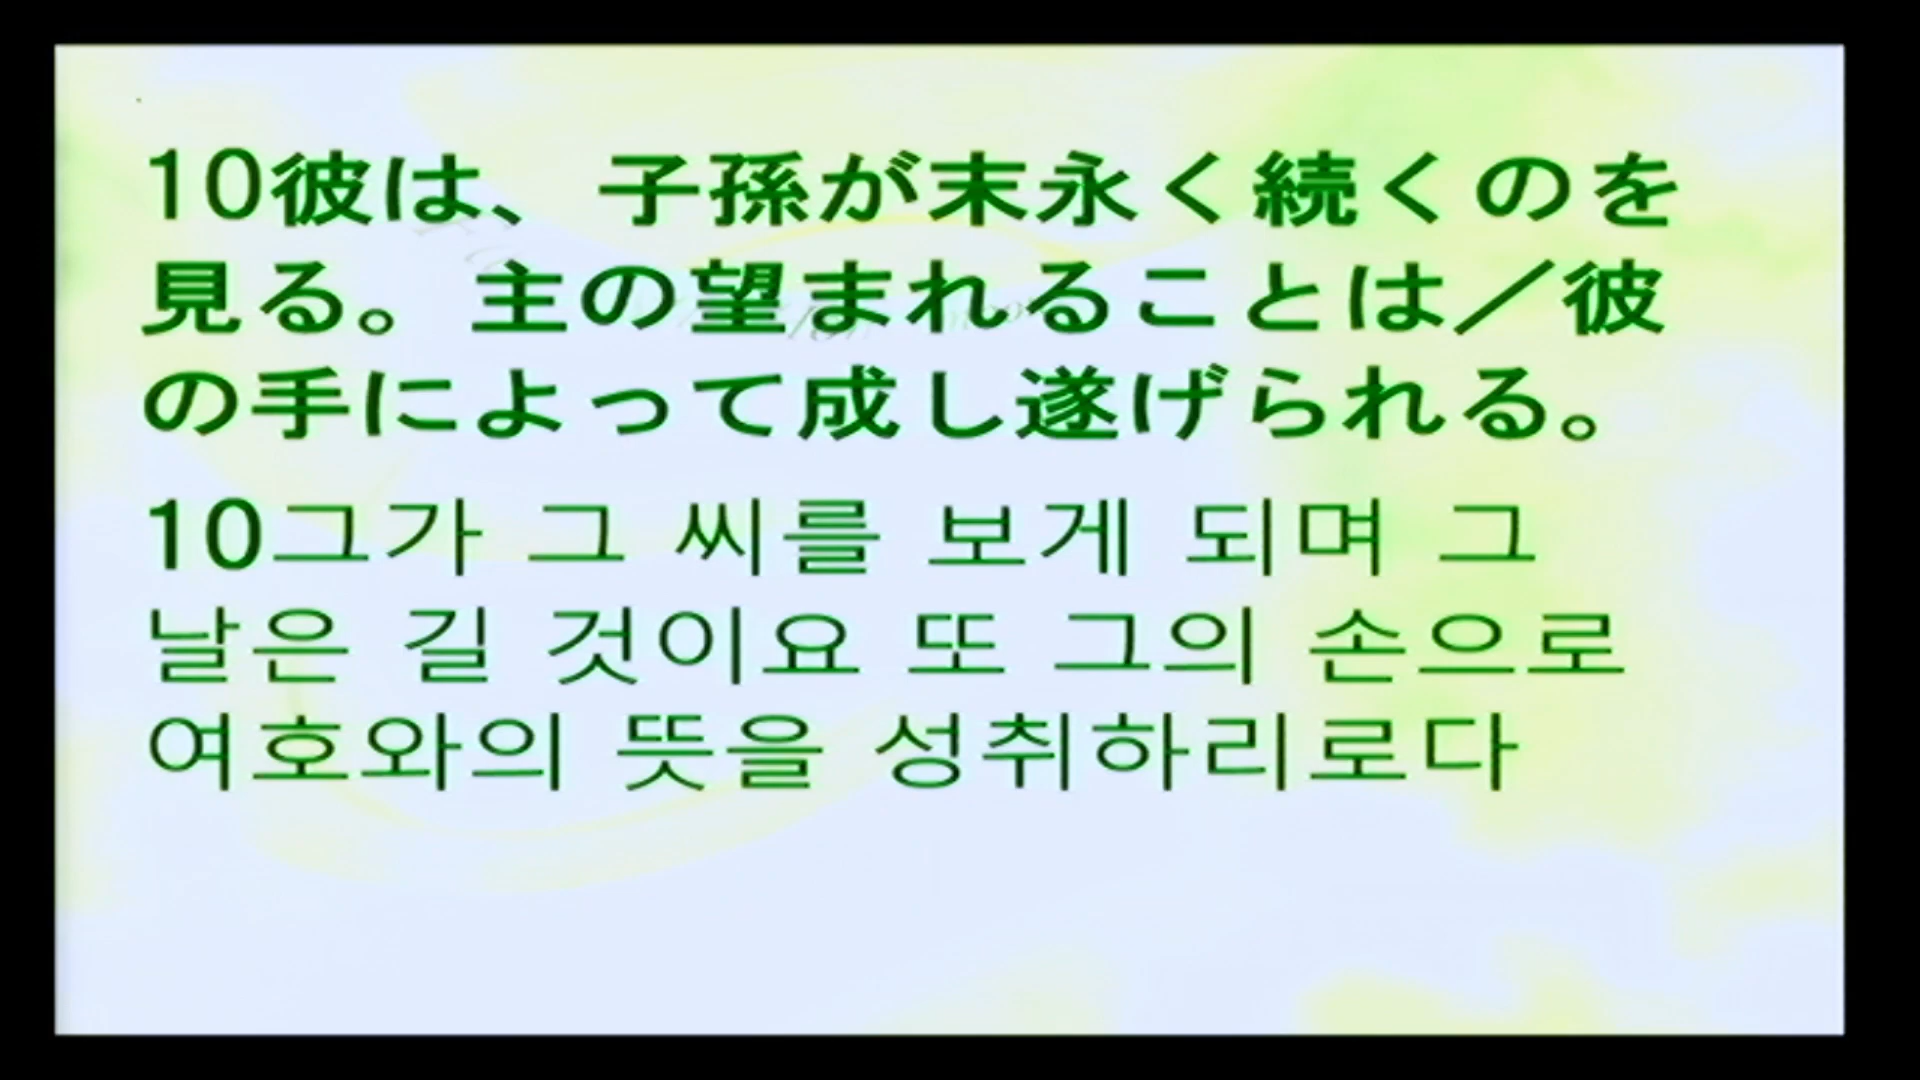 10彼は、子孫が末永く続くのを
見る。主の望まれることは／彼
の手によって成し遂げられる。
10그가 그 씨를 보게 되며 그
날은 길 것이요 또 그의 손으로
여호와의 뜻을 성취하리로다